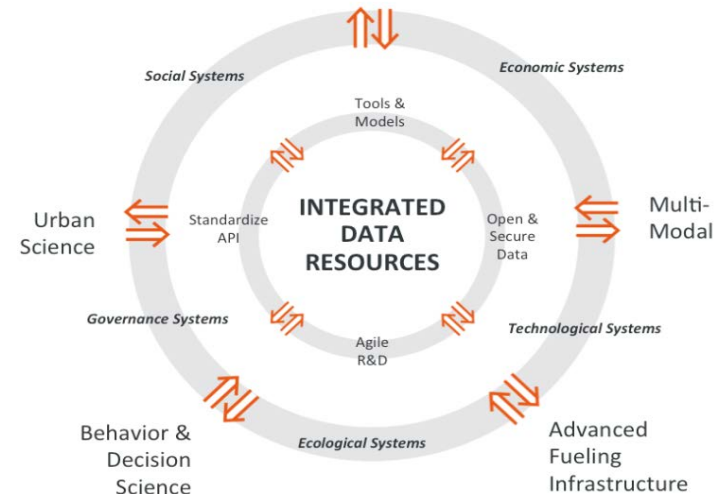 Social Systems
Economic Systems
Tools &
Models
INTEGRATED
DATA
RESOURCES
Standardize
API
Open &
Secure
Data
Urban
Science
Multi-
Modal
Governance Systems
Technological Systems
Agile
R&D
Behavior &
Decision
Science
Ecological Systems
Advanced
Fueling
Infrastructure